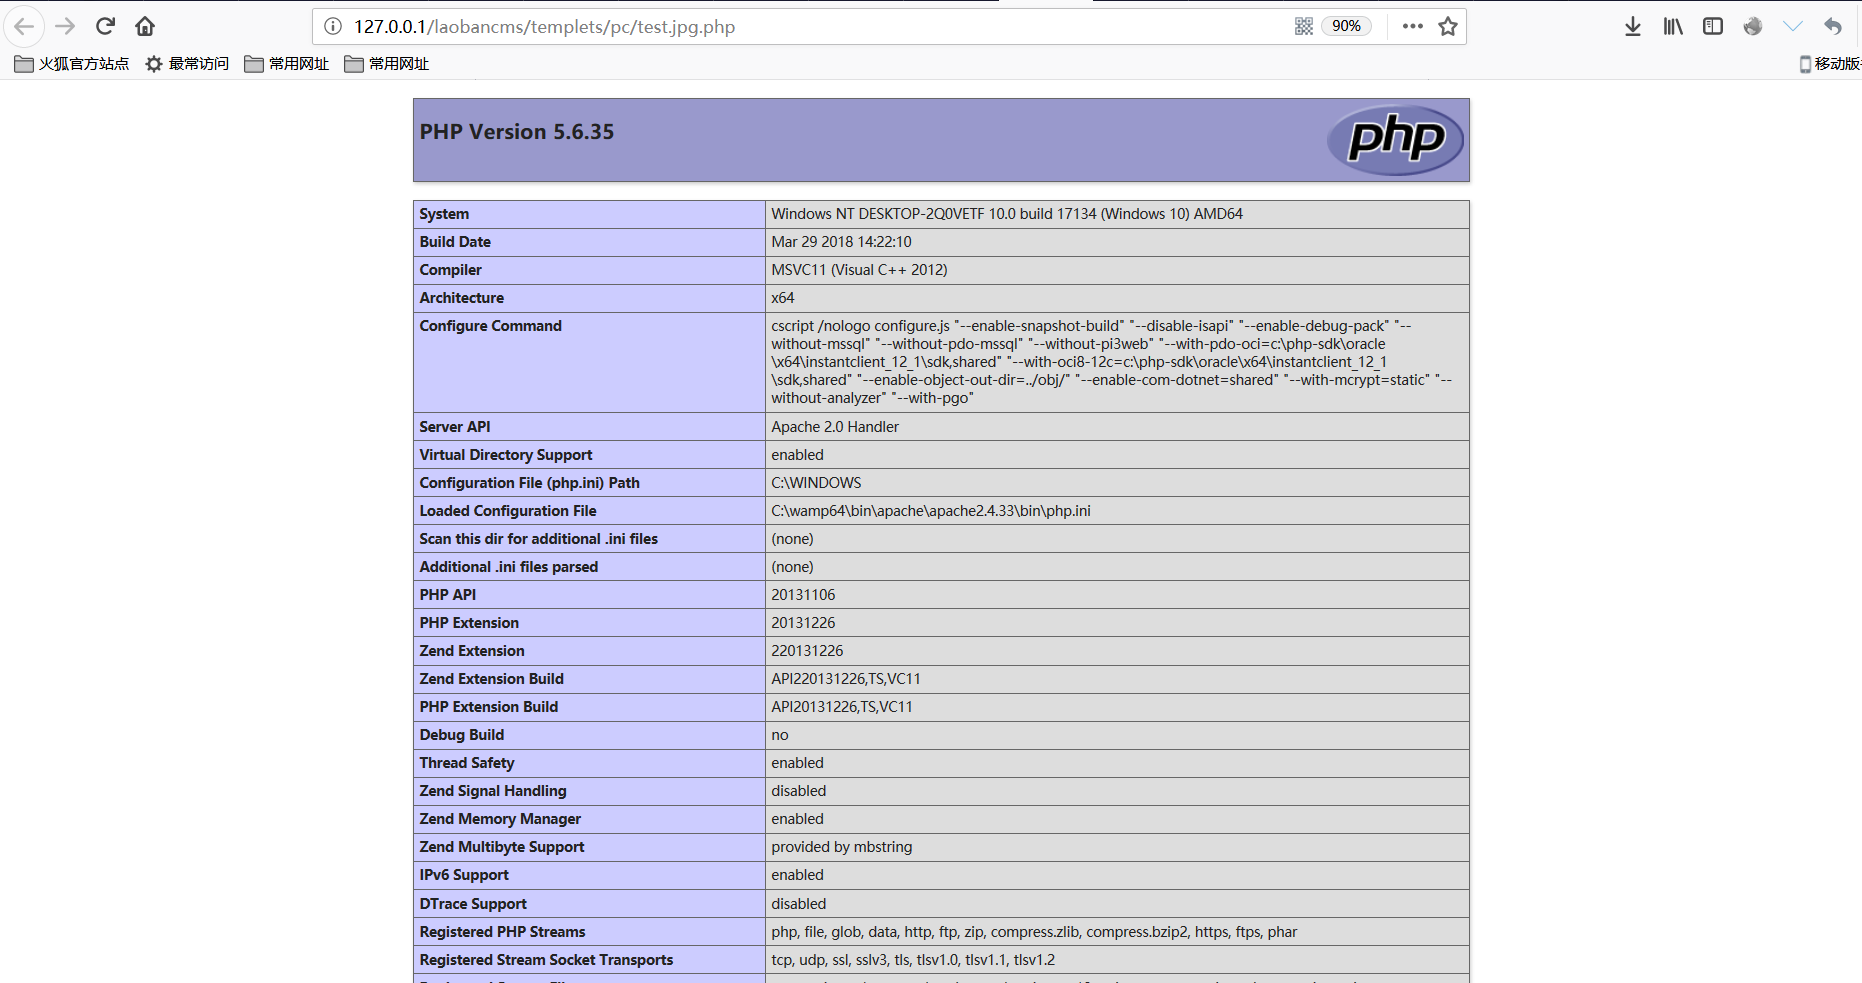 127.0.0.1/laobancms/templets/pc/test.jpg.php
90%
火狐官方站点 最常访问 常用网址 常用网址
移动版
PHP Version 5.6.35
php
System Windows NT DESKTOP-2Q0VETF 10.0 build 17134 (Windows 10) AMD64
Build Date Mar 29 2018 14:22:10
Compiler MSVC11 (Visual C++ 2012)
Architecture x64
Configure Command cscript /nologo configure.js "--enable-snapshot-build" "--disable-isapi" "--enable-debug-pack" "--
without-mssql" "--without-pdo-mssql" "--without-pi3web" "--with-pdo-oci=c:\php-sdk\oracle
\x64\instantclient_12_1\sdk,shared" "--with-oci8-12c=c:\php-sdk\oracle\x64\instantclient_12_1
\sdk,shared" "--enable-object-out-dir=../obj/" "--enable-com-dotnet=shared" "--with-mcrypt=static" "--
without-analyzer" "--with-pgo"
Server API Apache 2.0 Handler
Virtual Directory Support enabled
Configuration File (php.ini) Path C:\WINDOWS
Loaded Configuration File C:\wamp64\bin\apache\apache2.4.33\bin\php.ini
Scan this dir for additional .ini files (none)
Additional .ini files parsed (none)
PHP API 20131106
PHP Extension 20131226
Zend Extension 220131226
Zend Extension Build API220131226,TS,VC11
PHP Extension Build API20131226,TS,VC11
Debug Build no
Thread Safety enabled
Zend Signal Handling disabled
Zend Memory Manager enabled
Zend Multibyte Support provided by mbstring
IPv6 Support enabled
DTrace Support disabled
Registered PHP Streams php, file, glob, data, http, ftp, zip, compress.zlib, compress.bzip2, https, ftps, phar
Registered Stream Socket Transports tcp, udp, ssl, sslv3, tls, tlsv1.0, tlsv1.1, tlsv1.2